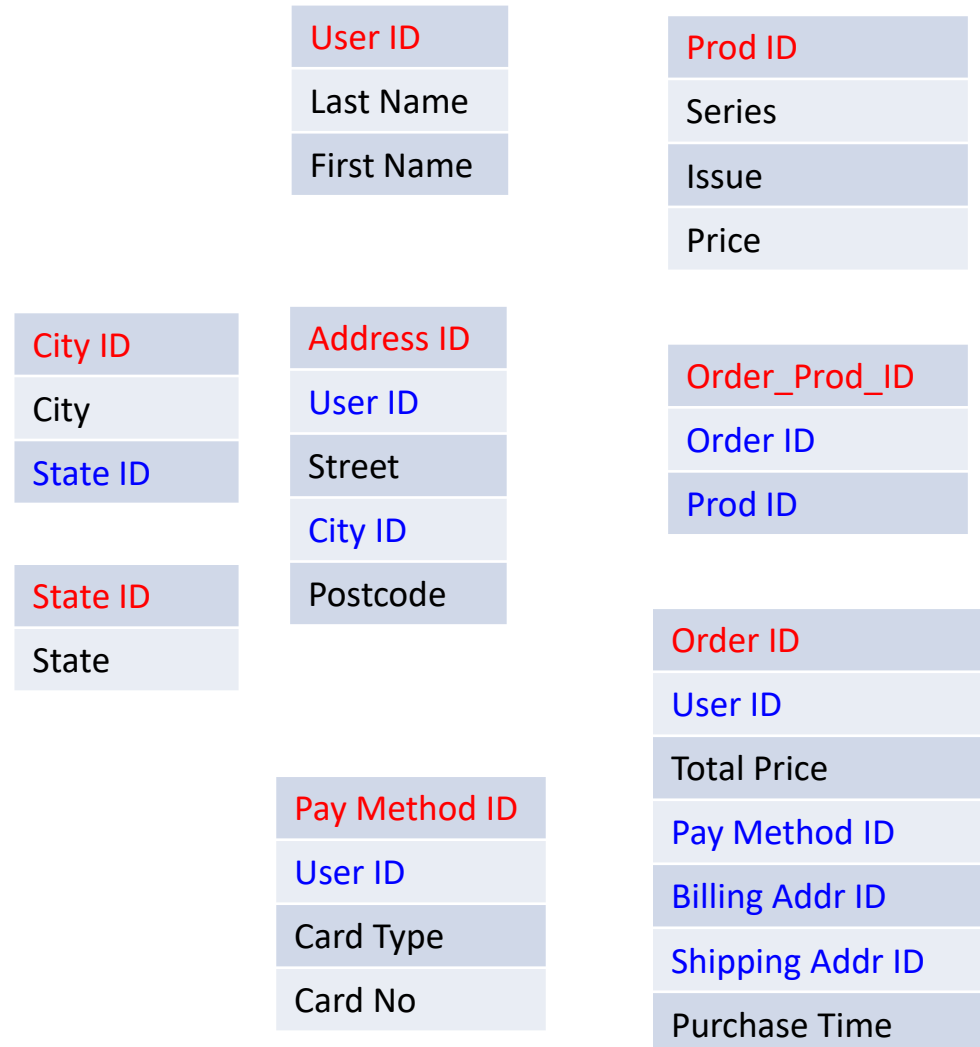 User ID
Last Name
First Name
Prod ID
Series
Issue
Price
City ID
City
State ID
Address ID
User ID
Street
City ID
Postcode
Order_Prod_ID
Order ID
Prod ID
State ID
State
Order ID
User ID
Total Price
Pay Method ID
Billing Addr ID
Shipping Addr ID
Purchase Time
Pay Method ID
User ID
Card Type
Card No